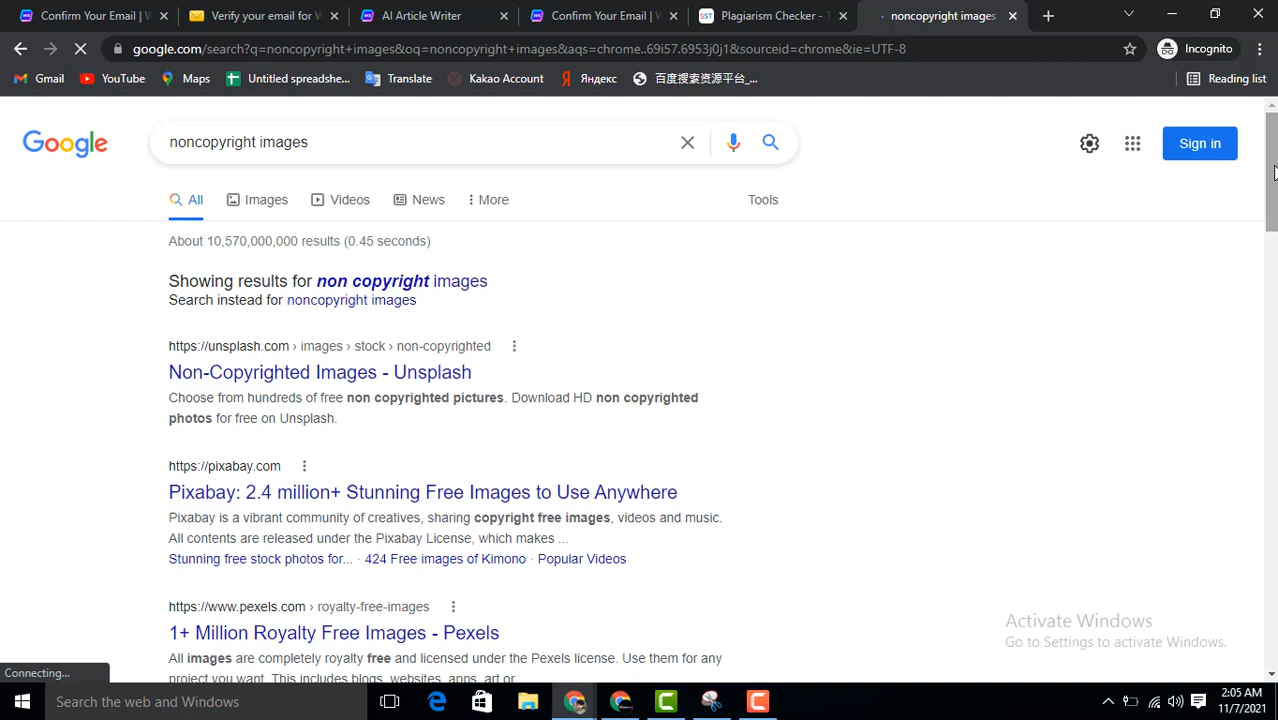 Confirm Your Email | W
Verify your email for W
AI Article Writer
Confirm Your Email | W
SST
Plagiarism Checker - T
noncopyright images
google.com/search?q=noncopyright+images&oq=noncopyright+images&aqs=chrome..69i57.6953j0j1&sourceid=chrome&ie=UTF-8
Incognito
Gmail
YouTube
Maps
Untitled spreadshe...
Translate
Kakao Account
Яндекс
百度搜索资源平台_...
Reading list
Google
noncopyright images
Sign in
All
Images
Videos
News
More
Tools
About 10,570,000,000 results (0.45 seconds)
Showing results for non copyright images
Search instead for noncopyright images
https://unsplash.com › images › stock › non-copyrighted
Non-Copyrighted Images - Unsplash
Choose from hundreds of free non copyrighted pictures. Download HD non copyrighted
photos for free on Unsplash.
https://pixabay.com
Pixabay: 2.4 million+ Stunning Free Images to Use Anywhere
Pixabay is a vibrant community of creatives, sharing copyright free images, videos and music.
All contents are released under the Pixabay License, which makes ...
Stunning free stock photos for... · 424 Free images of Kimono · Popular Videos
https://www.pexels.com › royalty-free-images
1+ Million Royalty Free Images - Pexels
All images are completely royalty free and licensed under the Pexels license. Use them for any
project you want. This includes blogs, websites, apps, art or
Activate Windows
Go to Settings to activate Windows.
Connecting...
Search the web and Windows
2:05 AM
11/7/2021